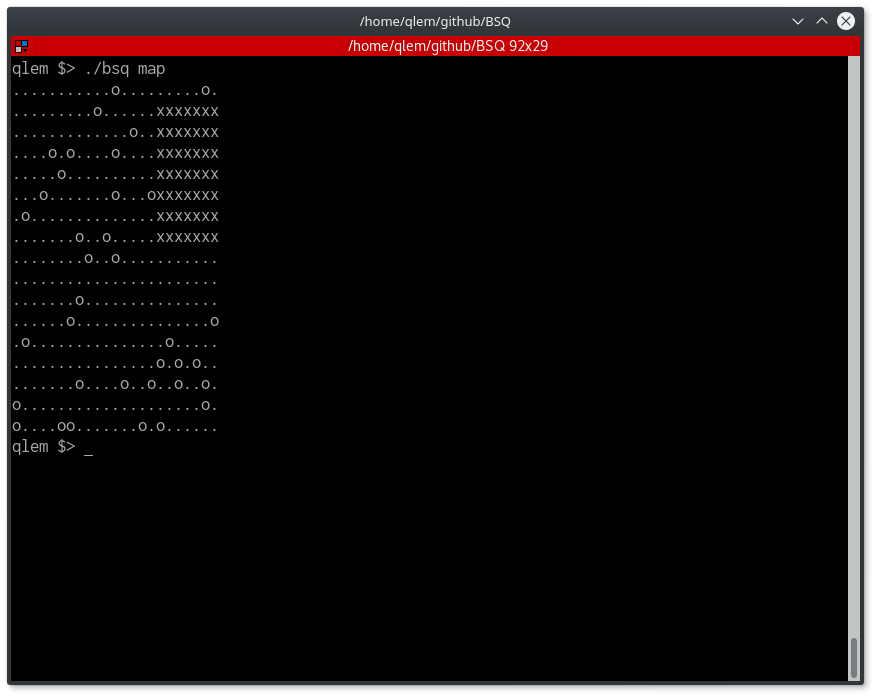 /home/qlem/github/BSQ
/home/qlem/github/BSQ 92x29
qlem $> ./bsq map
...........o.........o.
.........o......xxxxxxx
.............o..xxxxxxx
....o.o....o....xxxxxxx
.....o..........xxxxxxx
...o.......o...oxxxxxxx
.o..............xxxxxxx
.......o..o.....xxxxxxx
........o..o...........
.......................
.......o...............
......o...............o
.o...............o.....
................o.o.o..
.......o....o..o..o..o.
o....................o.
o....oo.......o.o......
qlem $> _